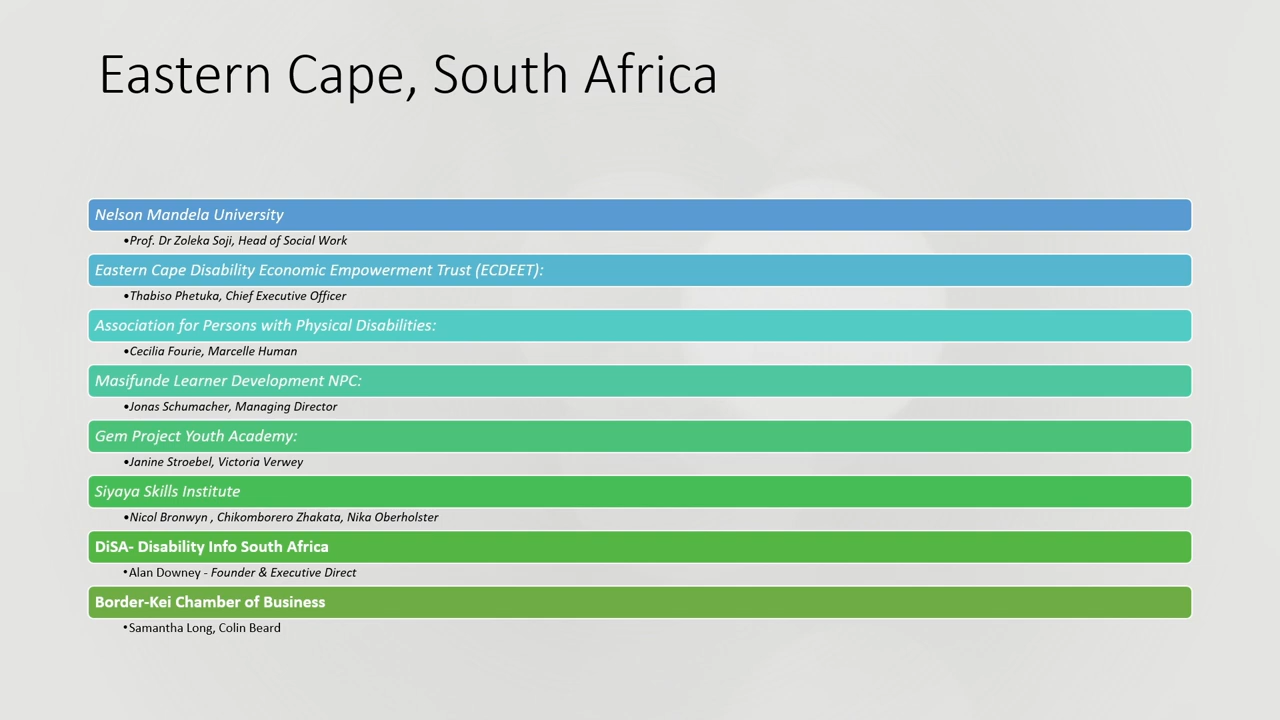 Eastern Cape, South Africa
Nelson Mandela University
•Prof. Dr Zoleka Soji, Head of Social Work
Eastern Cape Disability Economic Empowerment Trust (ECDEET):
•Thabiso Phetuka, Chief Executive Officer
Association for Persons with Physical Disabilities:
•Cecilia Fourie, Marcelle Human
Masifunde Learner Development NPC:
•Jonas Schumacher, Managing Director
Gem Project Youth Academy:
•Janine Stroebel, Victoria Verwey
Siyaya Skills Institute
•Nicol Bronwyn , Chikomborero Zhakata, Nika Oberholster
DiSA- Disability Info South Africa
•Alan Downey - Founder & Executive Direct
Border-Kei Chamber of Business
•Samantha Long, Colin Beard